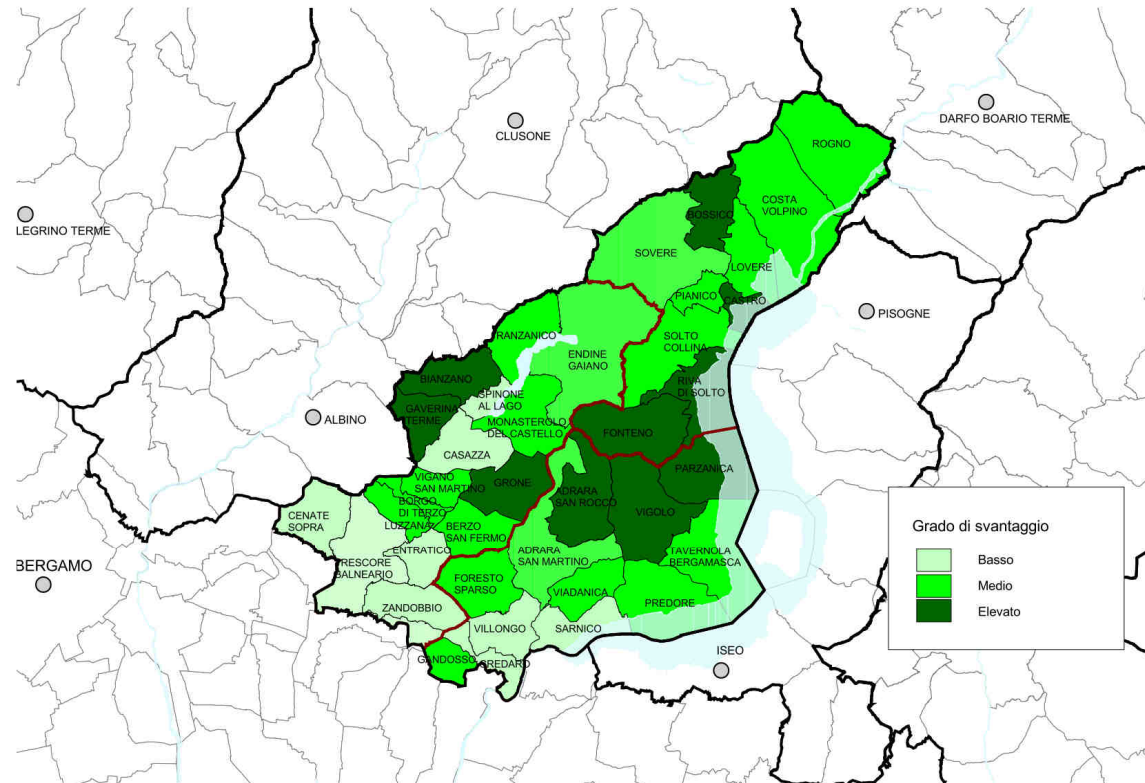 DARFO BOARIO TERME
CLUSONE
ROGNO
COSTA
VOLPINO
BOSSICO
LEGRINO TERME
SOVERE
LOVERE
PIANICO
CASTRO
PISOGNE
RANZANICO
SOLTO
COLLINA
ENDINE
GAIANO
BIANZANO
RIVA
DI SOLTO
SPINONE
AL LAGO
GAVERINA
TERME
ALBINO
MONASTEROLO
DEL CASTELLO
FONTENO
CASAZZA
PARZANICA
VIGANO
SAN MARTINO
GRONE
ADRARA
SAN ROCCO
BORGO
DI TERZO
VIGOLO
CENATE
SOPRA
LUZZANA
BERZO
SAN FERMO
ENTRATICO
ADRARA
SAN MARTINO
TAVERNOLA
BERGAMASCA
BERGAMO
RESCORE
BALNEARIO
FORESTO
SPARSO
VIADANICA
PREDORE
ZANDOBBIO
VILLONGO
SARNICO
ISEO
GANDOSSO
CREDARO
Grado di svantaggio
Basso
Medio
Elevato